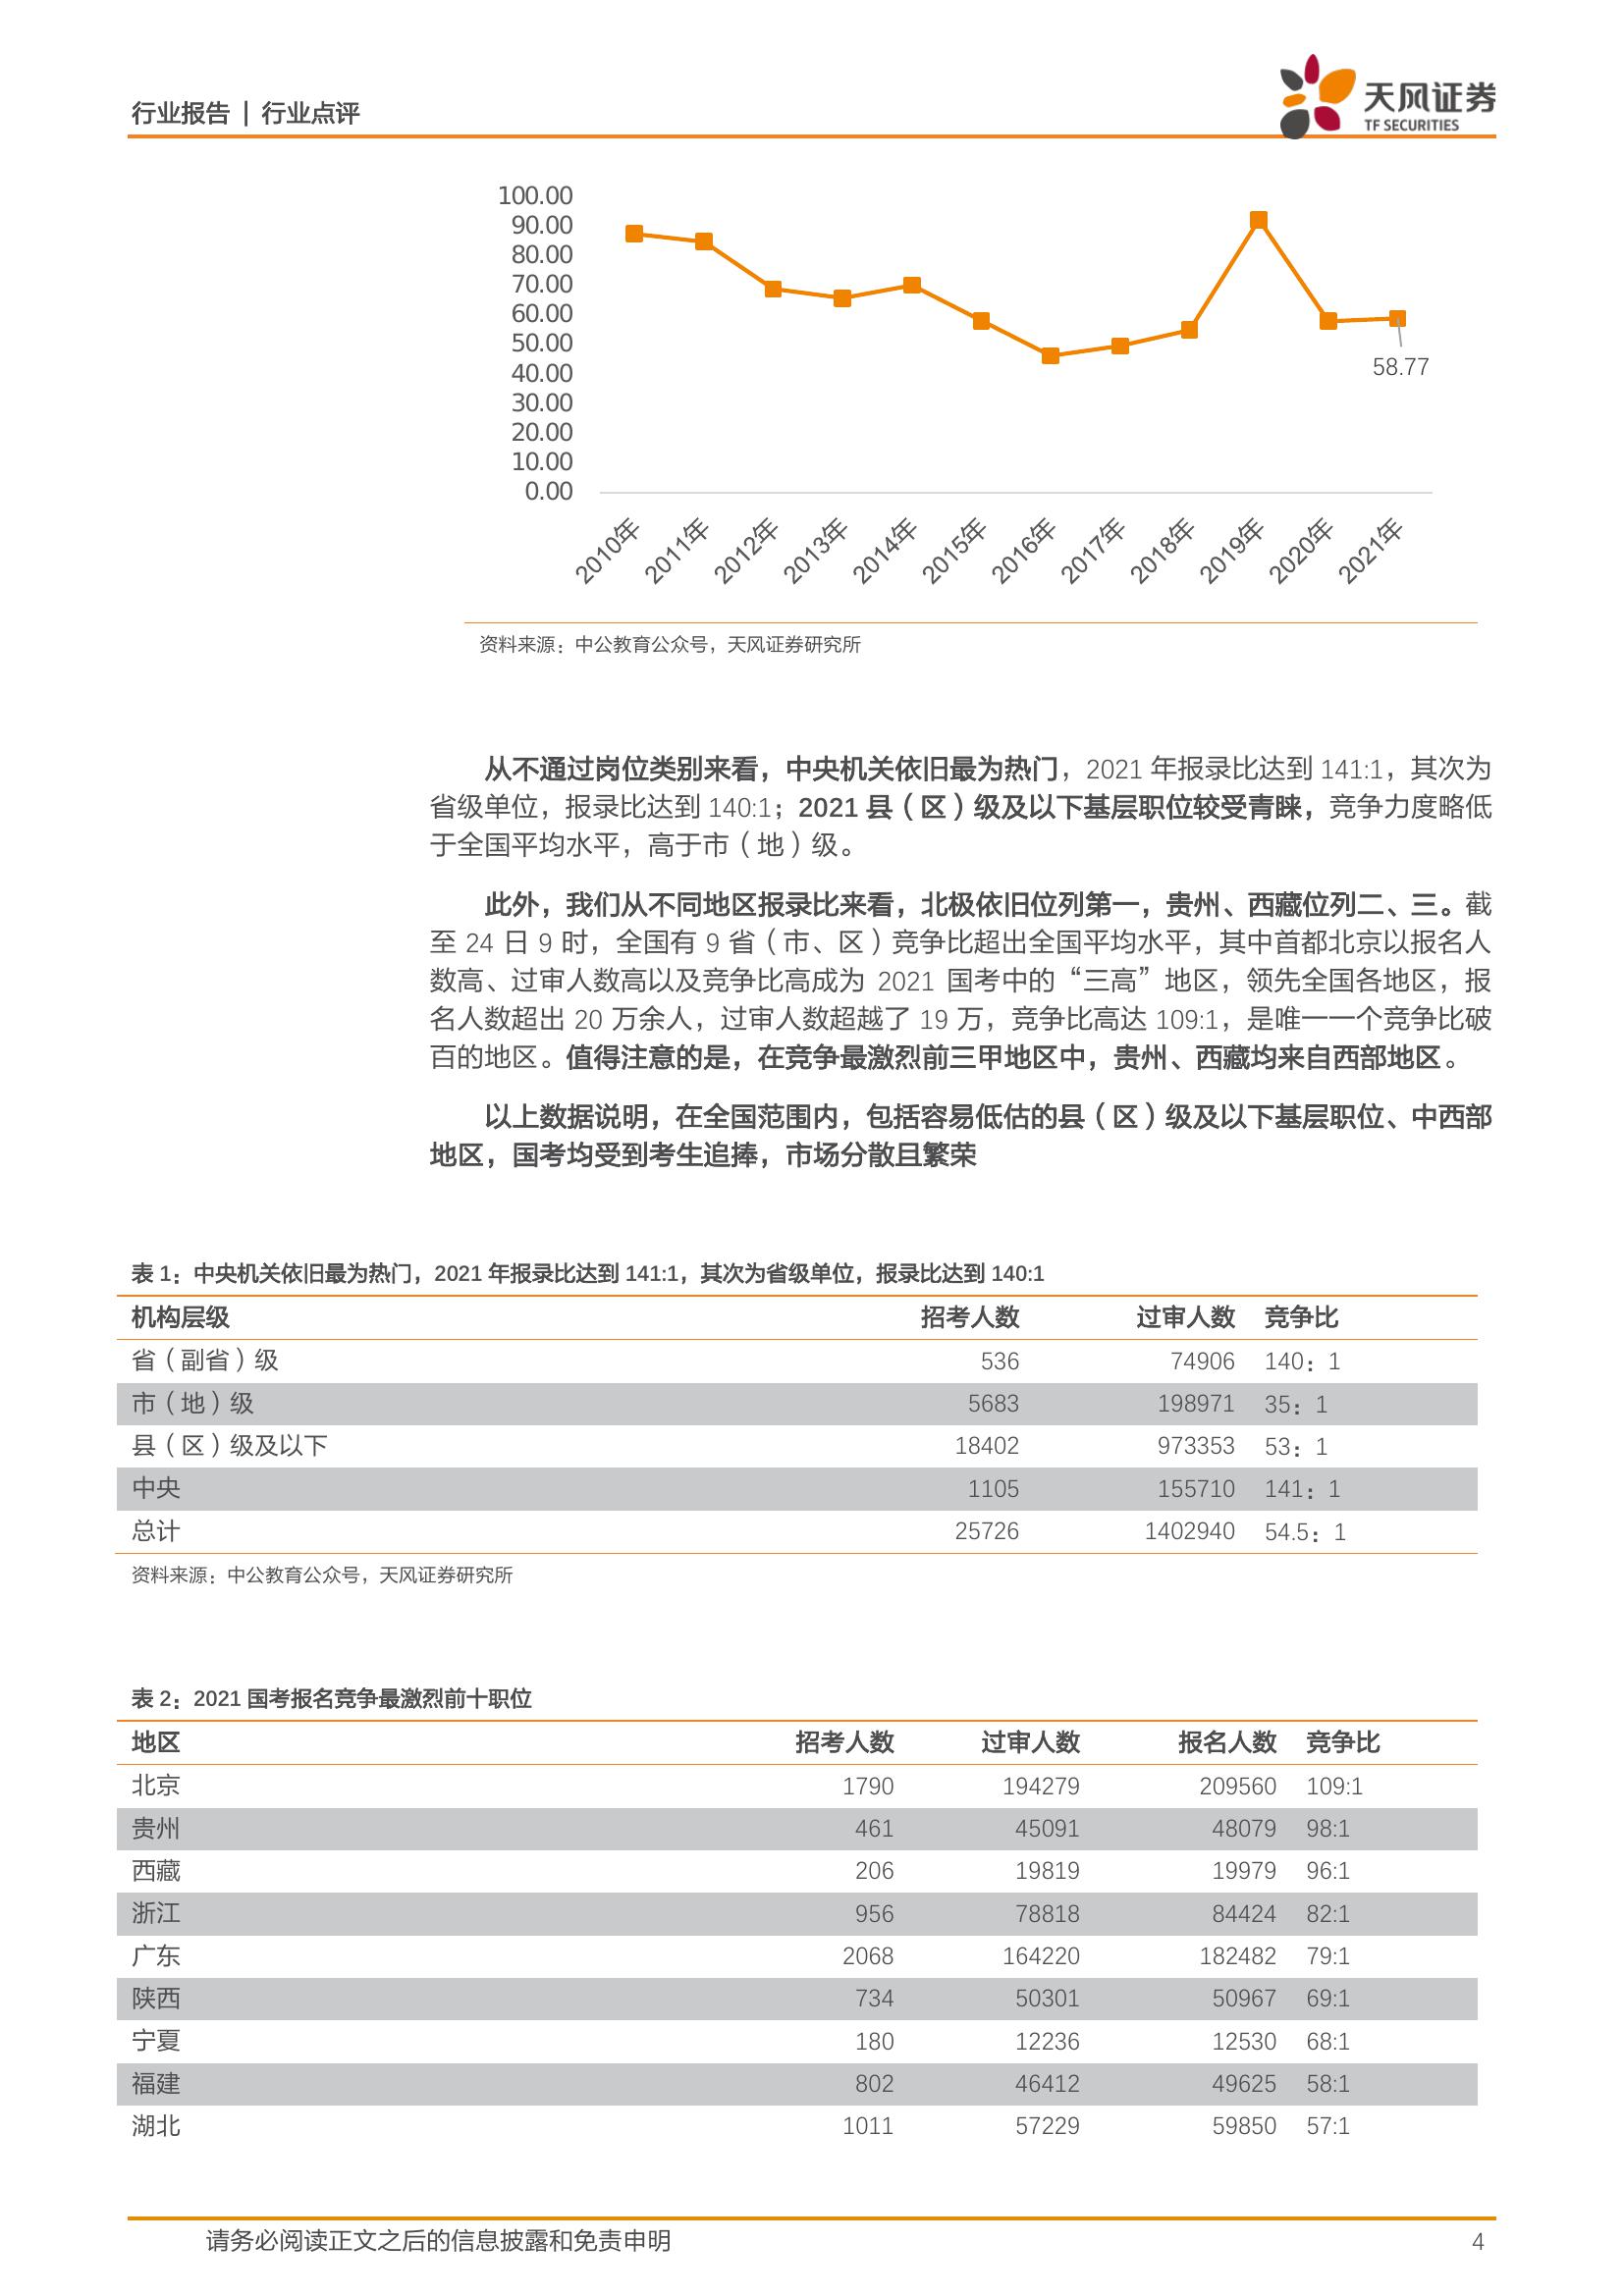 行业报告 | 行业点评
天风证券
TF SECURITIES
100.00
90.00
80.00
70.00
60.00
50.00
40.00
30.00
20.00
10.00
0.00
58.77
2010年 2011年 2012年 2013年 2014年 2015年 2016年 2017年 2018年 2019年 2020年 2021年
资料来源：中公教育公众号，天风证券研究所
从不通过岗位类别来看，中央机关依旧最为热门，2021 年报录比达到 141:1，其次为
省级单位，报录比达到 140:1；2021 县（区）级及以下基层职位较受青睐，竞争力度略低
于全国平均水平，高于市（地）级。
此外，我们从不同地区报录比来看，北极依旧位列第一，贵州、西藏位列二、三。截
至 24 日 9 时，全国有 9 省（市、区）竞争比超出全国平均水平，其中首都北京以报名人
数高、过审人数高以及竞争比高成为 2021 国考中的“三高”地区，领先全国各地区，报
名人数超出 20 万余人，过审人数超越了 19 万，竞争比高达 109:1，是唯一一个竞争比破
百的地区。值得注意的是，在竞争最激烈前三甲地区中，贵州、西藏均来自西部地区。
以上数据说明，在全国范围内，包括容易低估的县（区）级及以下基层职位、中西部
地区，国考均受到考生追捧，市场分散且繁荣
表 1：中央机关依旧最为热门，2021 年报录比达到 141:1，其次为省级单位，报录比达到 140:1
机构层级 招考人数 过审人数 竞争比
省（副省）级 536 74906 140：1
市（地）级 5683 198971 35：1
县（区）级及以下 18402 973353 53：1
中央 1105 155710 141：1
总计 25726 1402940 54.5：1
资料来源：中公教育公众号，天风证券研究所
表 2：2021 国考报名竞争最激烈前十职位
地区 招考人数 过审人数 报名人数 竞争比
北京 1790 194279 209560 109:1
贵州 461 45091 48079 98:1
西藏 206 19819 19979 96:1
浙江 956 78818 84424 82:1
广东 2068 164220 182482 79:1
陕西 734 50301 50967 69:1
宁夏 180 12236 12530 68:1
福建 802 46412 49625 58:1
湖北 1011 57229 59850 57:1
请务必阅读正文之后的信息披露和免责申明 4